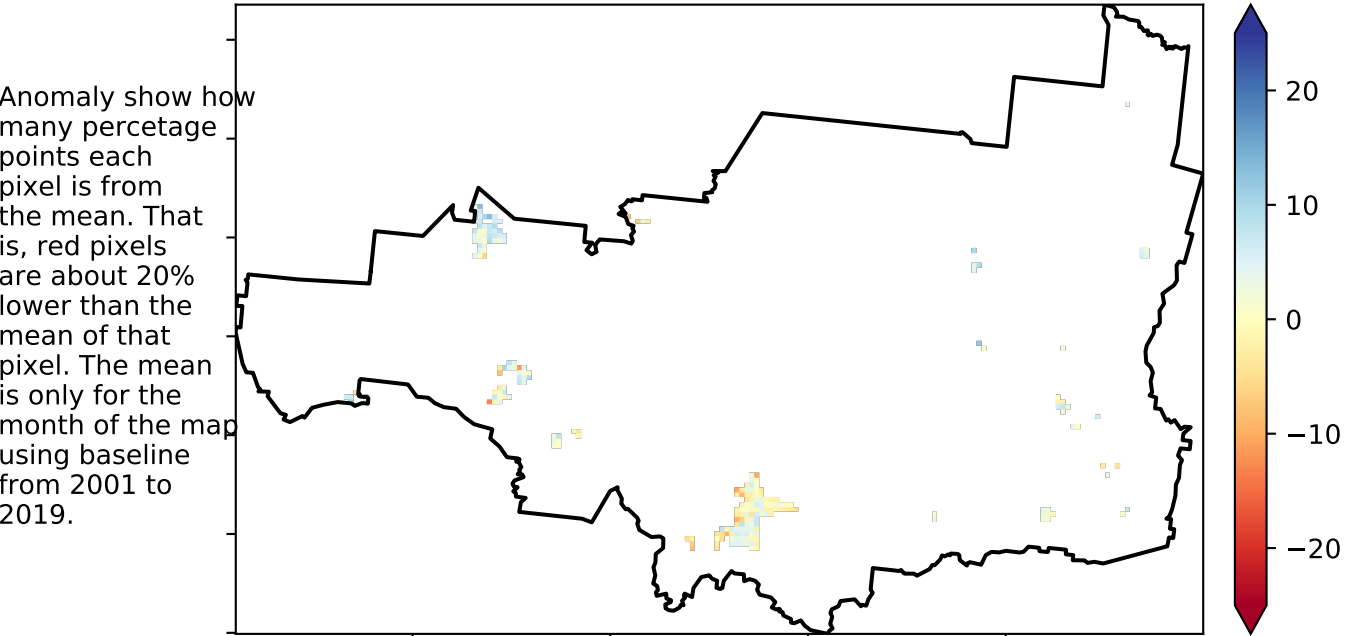 Anomaly show how
many percetage
points each
pixel is from
the mean. That
is, red pixels
are about 20%
lower than the
mean of that
pixel. The mean
is only for the
month of the map
using baseline
from 2001 to
2019.
20
10
0
−10
−20